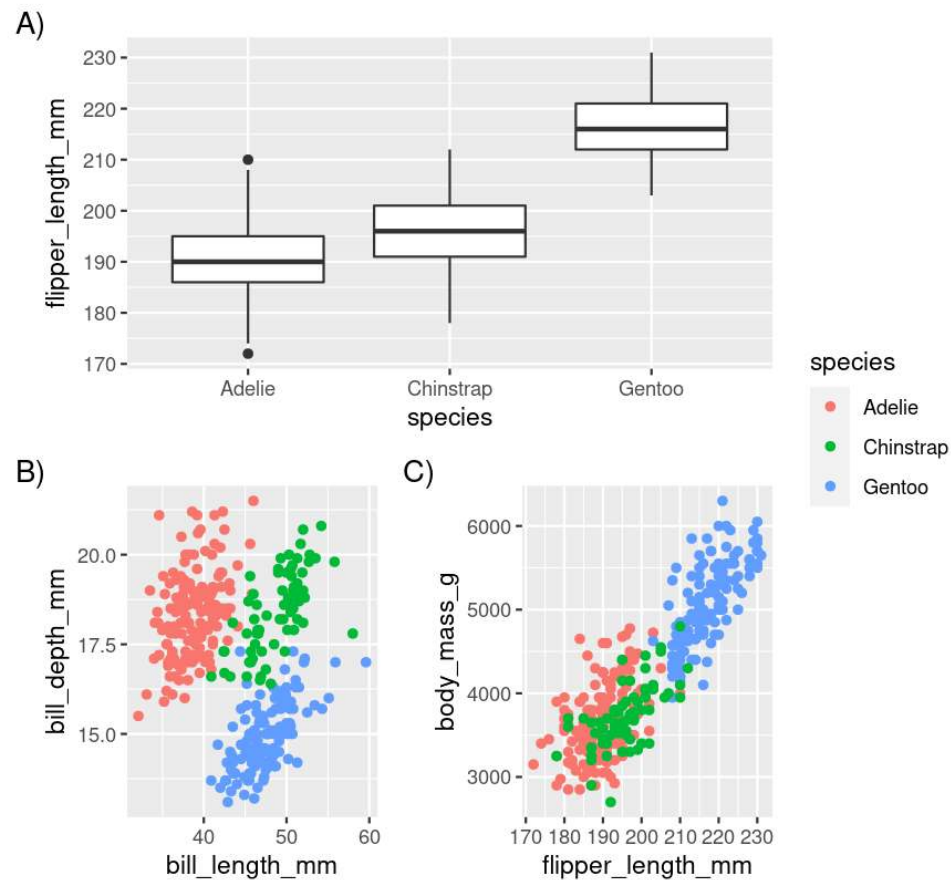 A)
flipper_length_mm
230
220
210
200
190
180
170
Adelie Chinstrap Gentoo
species
species
Adelie
Chinstrap
Gentoo
B)
bill_depth_mm
20.0
17.5
15.0
40 50 60
bill_length_mm
C)
body_mass_g
6000
5000
4000
3000
170 180 190 200 210 220 230
flipper_length_mm